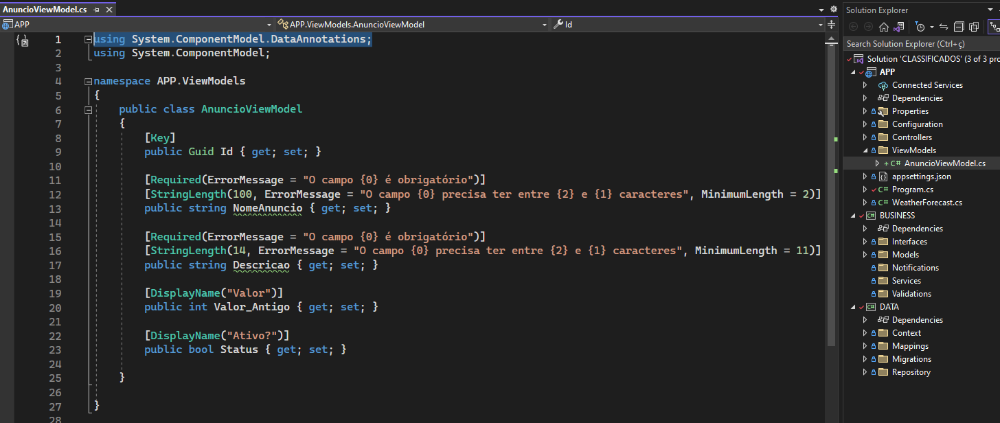 AnuncioViewModel.cs
APP
APP.ViewModels.AnuncioViewModel
Id
1 using System.ComponentModel.DataAnnotations;
2 using System.ComponentModel;
3
4 namespace APP.ViewModels
5 {
6 public class AnuncioViewModel
7 {
8 [Key]
9 public Guid Id { get; set; }
10
11 [Required(ErrorMessage = "O campo {0} é obrigatório")]
12 [StringLength(100, ErrorMessage = "O campo {0} precisa ter entre {2} e {1} caracteres", MinimumLength = 2)]
13 public string NomeAnuncio { get; set; }
14
15 [Required(ErrorMessage = "O campo {0} é obrigatório")]
16 [StringLength(14, ErrorMessage = "O campo {0} precisa ter entre {2} e {1} caracteres", MinimumLength = 11)]
17 public string Descricao { get; set; }
18
19 [DisplayName("Valor")]
20 public int Valor_Antigo { get; set; }
21
22 [DisplayName("Ativo?")]
23 public bool Status { get; set; }
24
25 }
26
27 }
28
Solution Explorer
Search Solution Explorer (Ctrl+ç)
Solution 'CLASSIFICADOS' (3 of 3 pro
APP
Connected Services
Dependencies
Properties
Configuration
Controllers
ViewModels
C# AnuncioViewModel.cs
appsettings.json
C# Program.cs
C# WeatherForecast.cs
C# BUSINESS
Dependencies
Interfaces
Models
Notifications
Services
Validations
C# DATA
Dependencies
Context
Mappings
Migrations
Repository